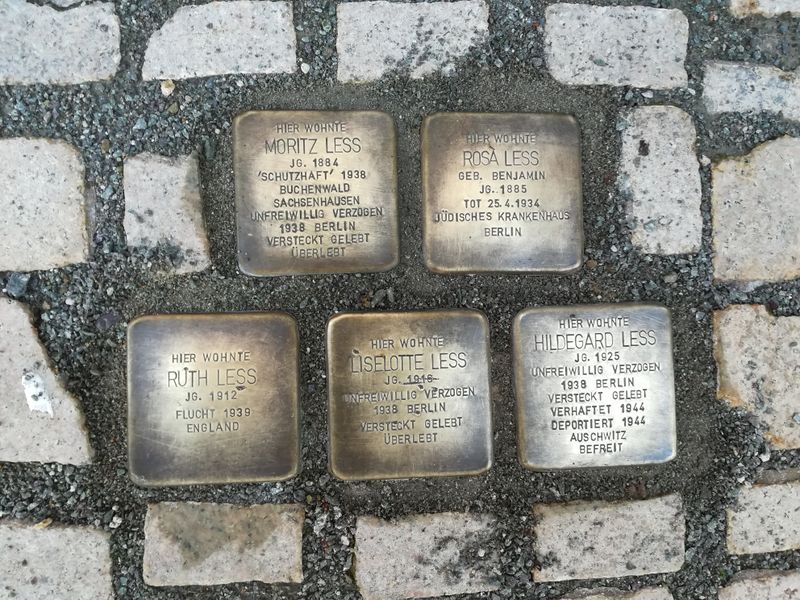 HIER WOHNTE
MORITZ LESS
JG. 1884
'SCHUTZHAFT' 1938
BUCHENWALD
SACHSENHAUSEN
UNFREIWILLIG VERZOGEN
1938 BERLIN
VERSTECKT GELEBT
ÜBERLEBT
HIER WOHNTE
ROSA LESS
GEB. BENJAMIN
JG. 1885
TOT 25.4.1934
JÜDISCHES KRANKENHAUS
BERLIN
HIER WOHNTE
RUTH LESS
JG. 1912
FLUCHT 1939
ENGLAND
HIER WOHNTE
LISELOTTE LESS
JG.
UNFREIWILLIG VERZOGEN
1938 BERLIN
VERSTECKT GELEBT
ÜBERLEBT
HIER WOHNTE
HILDEGARD LESS
JG. 1925
UNFREIWILLIG VERZOGEN
1938 BERLIN
VERSTECKT GELEBT
VERHAFTET 1944
DEPORTIERT 1944
AUSCHWITZ
BEFREIT